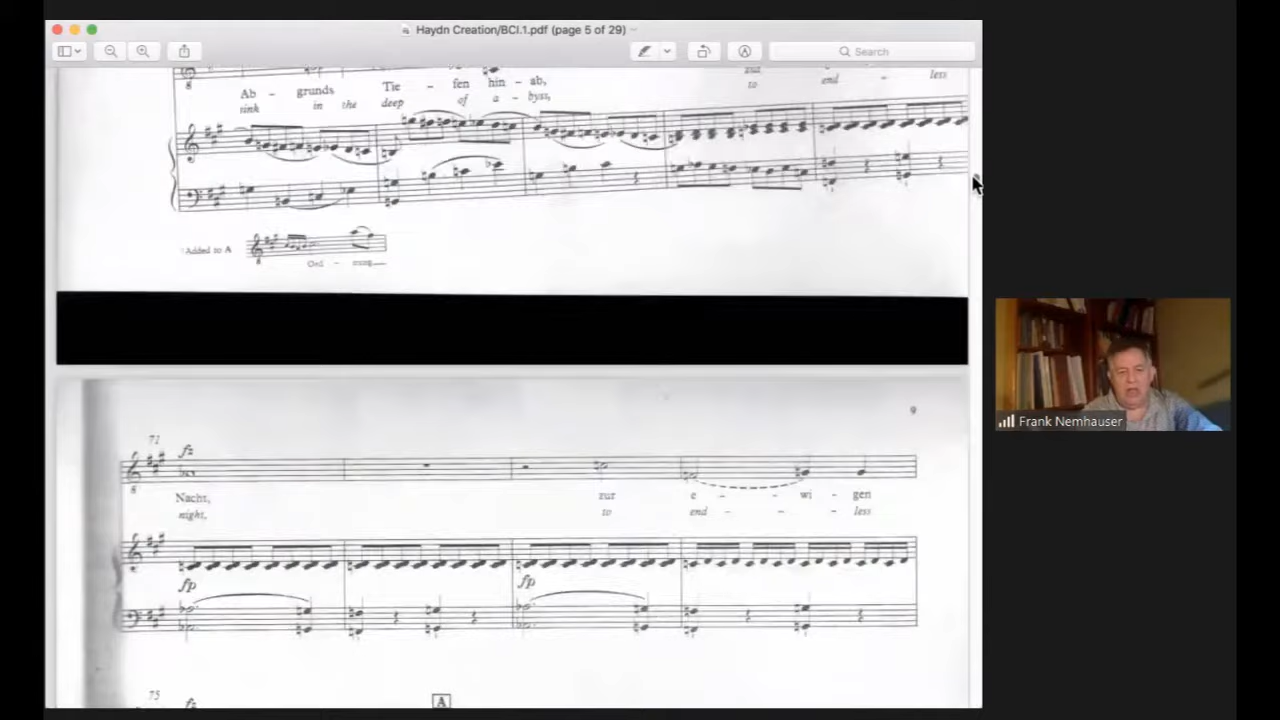 Haydn Creation/BCI.1.pdf (page 5 of 29)
Search
to end - less
Ab - grunds Tie - fen hin - ab,
sink in the deep of a - byss,
Added to A
Ord - nung
9
71
fz
Nacht, zur e - wi - gen
night, to end - less
fp fp
75
A
Frank Nemhauser